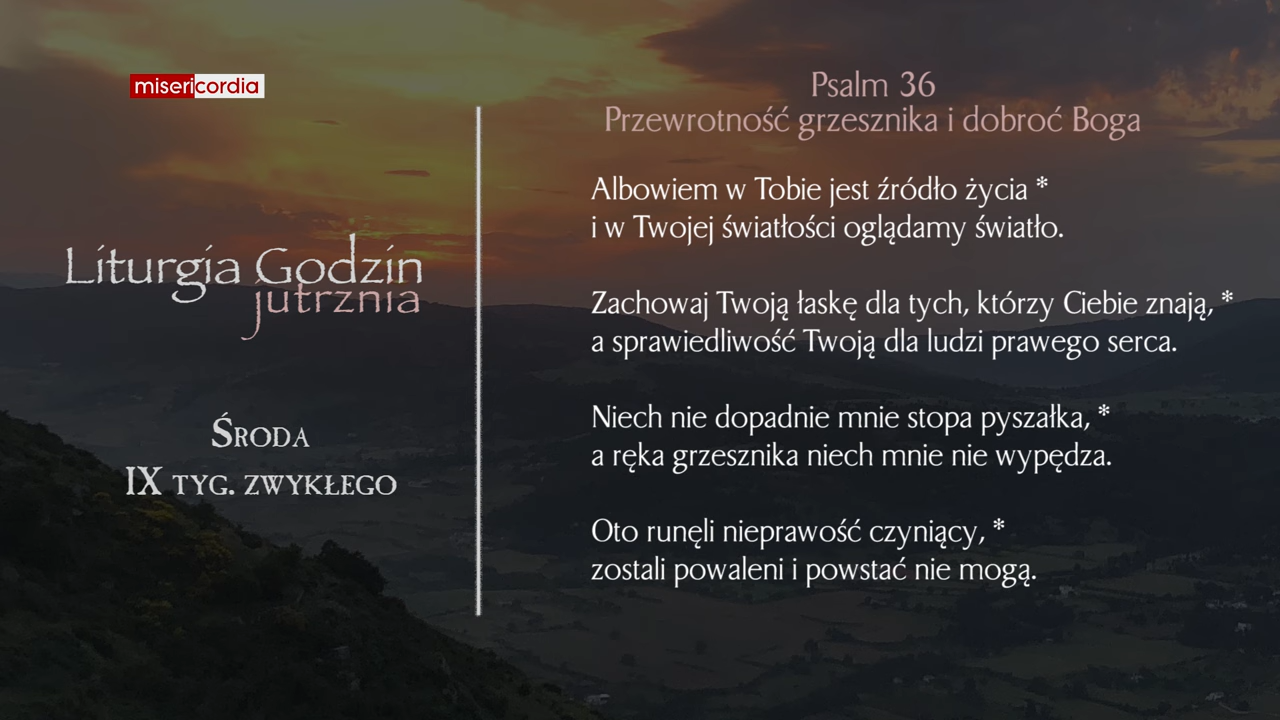 misericordia
Liturgia Godzin
jutrznia
Środa
IX tyg. zwykłego
Psalm 36
Przewrotność grzesznika i dobroć Boga
Albowiem w Tobie jest źródło życia *
i w Twojej światłości oglądamy światło.
Zachowaj Twoją łaskę dla tych, którzy Ciebie znają, *
a sprawiedliwość Twoją dla ludzi prawego serca.
Niech nie dopadnie mnie stopa pyszałka, *
a ręka grzesznika niech mnie nie wypędza.
Oto runęli nieprawość czyniący, *
zostali powaleni i powstać nie mogą.